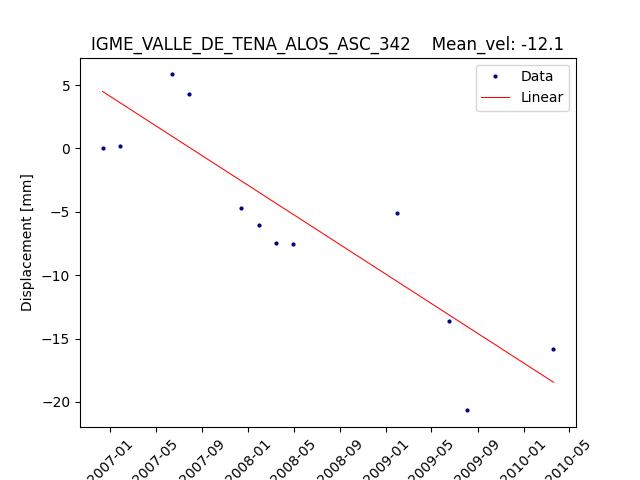 IGME_VALLE_DE_TENA_ALOS_ASC_342 Mean_vel: -12.1
Data
Linear
Displacement [mm]
5
0
−5
−10
−15
−20
2007-01 2007-05 2007-09 2008-01 2008-05 2008-09 2009-01 2009-05 2009-09 2010-01 2010-05